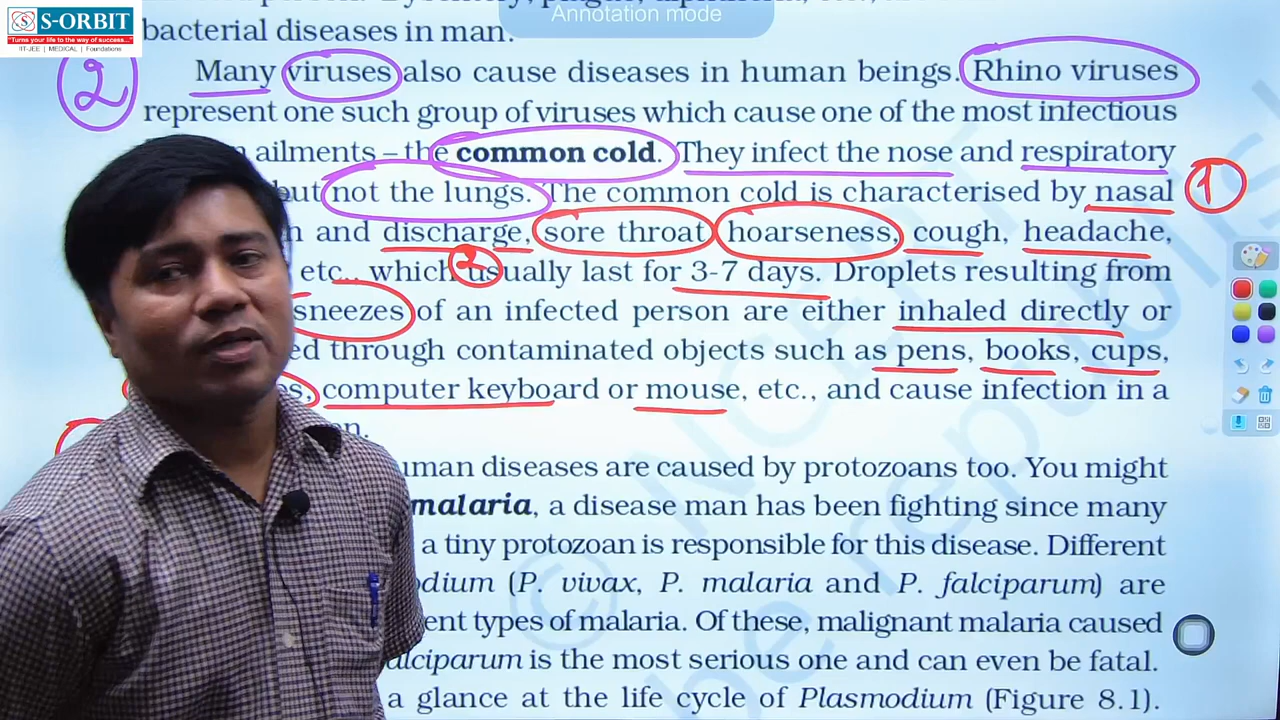 S-ORBIT
"Turns your life to the way of success..."
IIT-JEE | MEDICAL | Foundations
Annotation mode
bacterial diseases in man.
2
Many viruses also cause diseases in human beings. Rhino viruses
represent one such group of viruses which cause one of the most infectious
ailments – the common cold. They infect the nose and respiratory
but not the lungs. The common cold is characterised by nasal
1
and discharge, sore throat, hoarseness, cough, headache,
etc., which usually last for 3-7 days. Droplets resulting from
2
sneezes of an infected person are either inhaled directly or
through contaminated objects such as pens, books, cups,
computer keyboard or mouse, etc., and cause infection in a
diseases are caused by protozoans too. You might
malaria, a disease man has been fighting since many
a tiny protozoan is responsible for this disease. Different
(P. vivax, P. malaria and P. falciparum) are
types of malaria. Of these, malignant malaria caused
is the most serious one and can even be fatal.
a glance at the life cycle of Plasmodium (Figure 8.1).
© NCERT
be republis